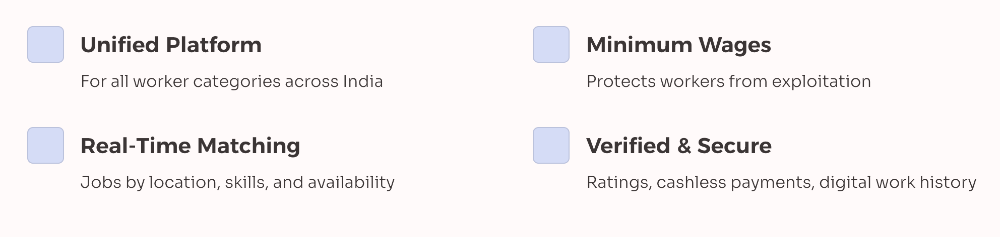 Unified Platform
For all worker categories across India
Minimum Wages
Protects workers from exploitation
Real-Time Matching
Jobs by location, skills, and availability
Verified & Secure
Ratings, cashless payments, digital work history